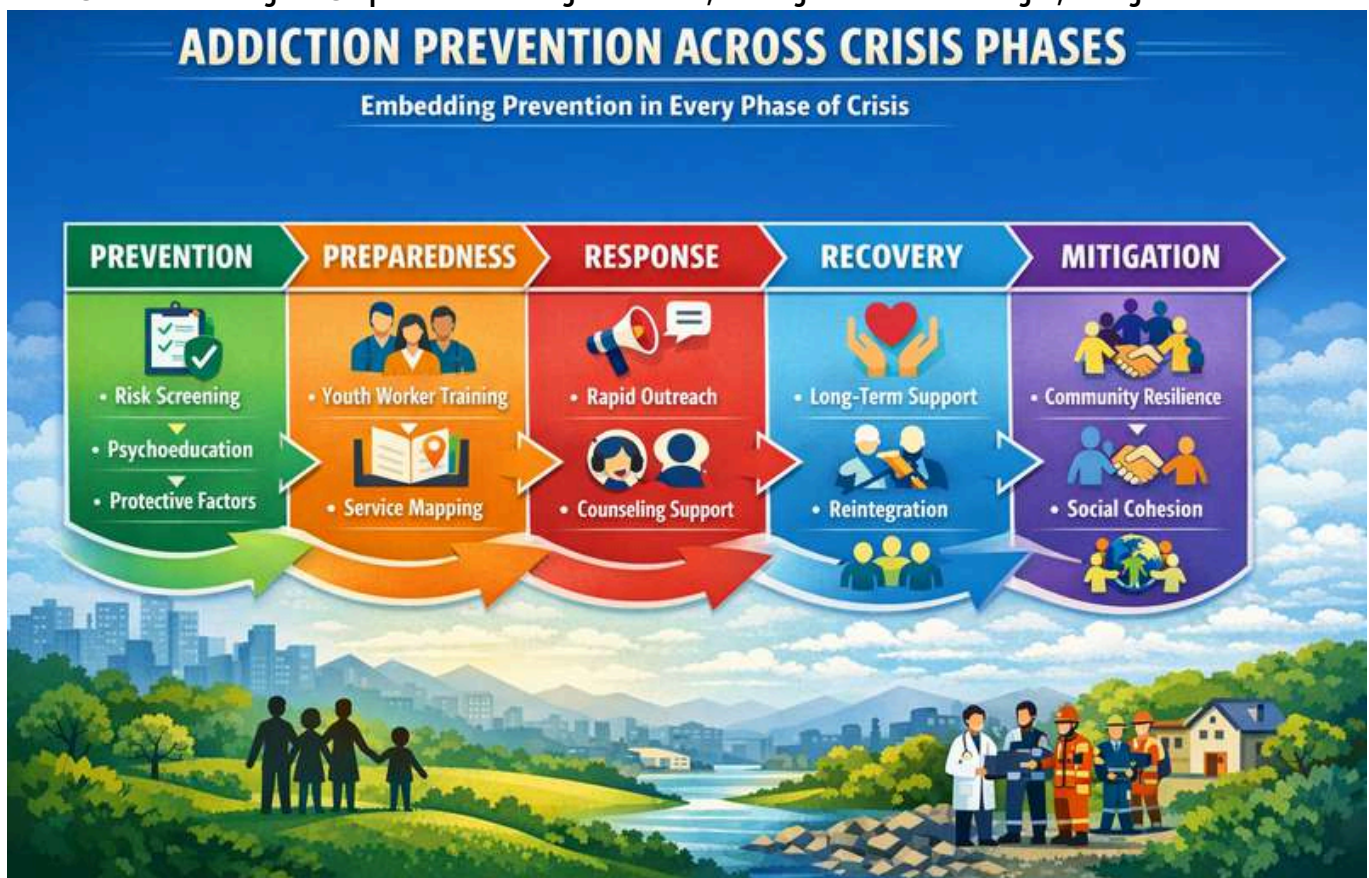 ADDICTION PREVENTION ACROSS CRISIS PHASES
Embedding Prevention in Every Phase of Crisis
PREVENTION
• Risk Screening
• Psychoeducation
• Protective Factors
PREPAREDNESS
• Youth Worker Training
• Service Mapping
RESPONSE
• Rapid Outreach
• Counseling Support
RECOVERY
• Long-Term Support
• Reintegration
MITIGATION
• Community Resilience
• Social Cohesion